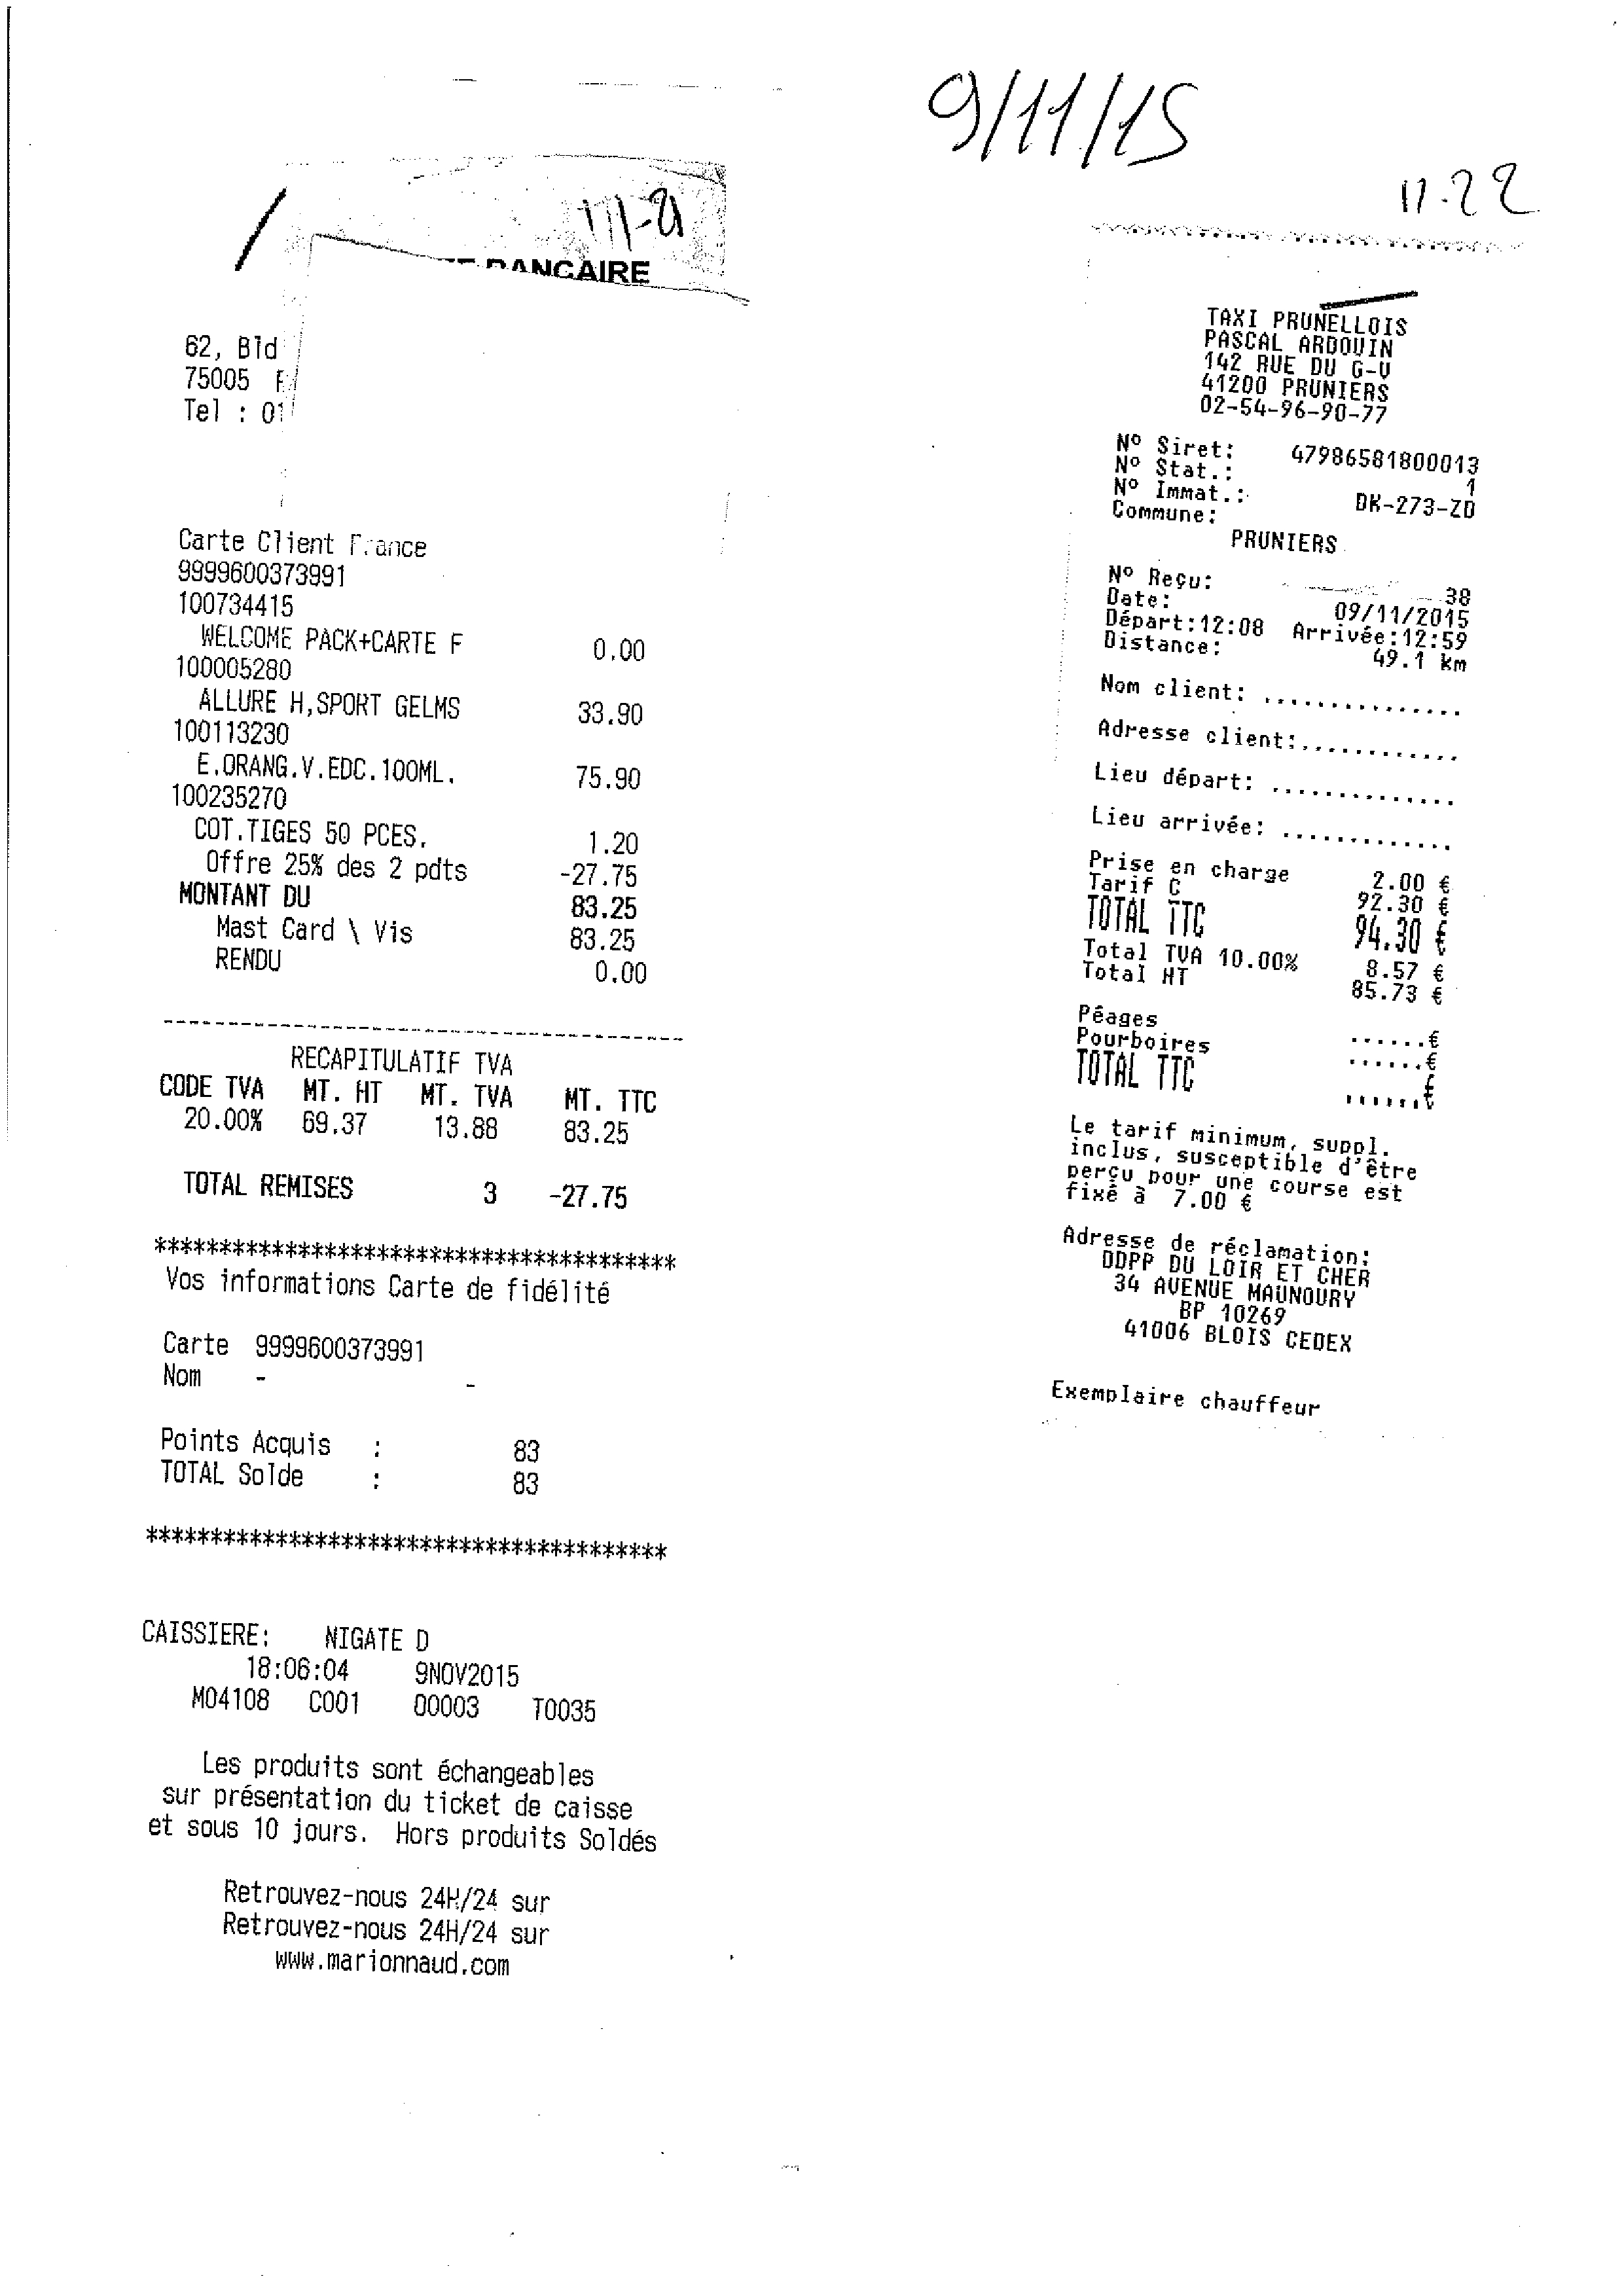 9/11/15
11-21
BANCAIRE
62, Bld
75005
Tel : 01
Carte Client France
9999600373991
100734415
WELCOME PACK+CARTE F 0.00
100005280
ALLURE H,SPORT GELMS 33.90
100113230
E.ORANG.V.EDC.100ML. 75.90
100235270
COT.TIGES 50 PCES. 1.20
Offre 25% des 2 pdts -27.75
MONTANT DU 83.25
Mast Card \ Vis 83.25
RENDU 0.00
----------------------------------------
RECAPITULATIF TVA
CODE TVA MT. HT MT. TVA MT. TTC
20.00% 69.37 13.88 83.25
TOTAL REMISES 3 -27.75
****************************************
Vos informations Carte de fidélité
Carte 9999600373991
Nom - -
Points Acquis : 83
TOTAL Solde : 83
****************************************
CAISSIERE: NIGATE D
18:06:04 9NOV2015
M04108 C001 00003 T0035
Les produits sont échangeables
sur présentation du ticket de caisse
et sous 10 jours. Hors produits Soldés
Retrouvez-nous 24H/24 sur
Retrouvez-nous 24H/24 sur
www.marionnaud.com
11.22
TAXI PRUNELLOIS
PASCAL ARDOUIN
142 RUE DU G-V
41200 PRUNIERS
02-54-96-90-77
N° Siret: 47986581800013
N° Stat.: 1
N° Immat.: DK-273-ZD
Commune:
PRUNIERS
N° Reçu: 38
Date: 09/11/2015
Départ:12:08 Arrivée:12:59
Distance: 49.1 km
Nom client: ...............
Adresse client:............
Lieu départ: ..............
Lieu arrivée: .............
Prise en charge 2.00 €
Tarif C 92.30 €
TOTAL TTC 94.30 €
Total TVA 10.00% 8.57 €
Total HT 85.73 €
Péages ......€
Pourboires ......€
TOTAL TTC ......€
Le tarif minimum, suppl.
inclus, susceptible d'être
perçu pour une course est
fixé à 7.00 €
Adresse de réclamation:
DDPP DU LOIR ET CHER
34 AVENUE MAUNOURY
BP 10269
41006 BLOIS CEDEX
Exemplaire chauffeur